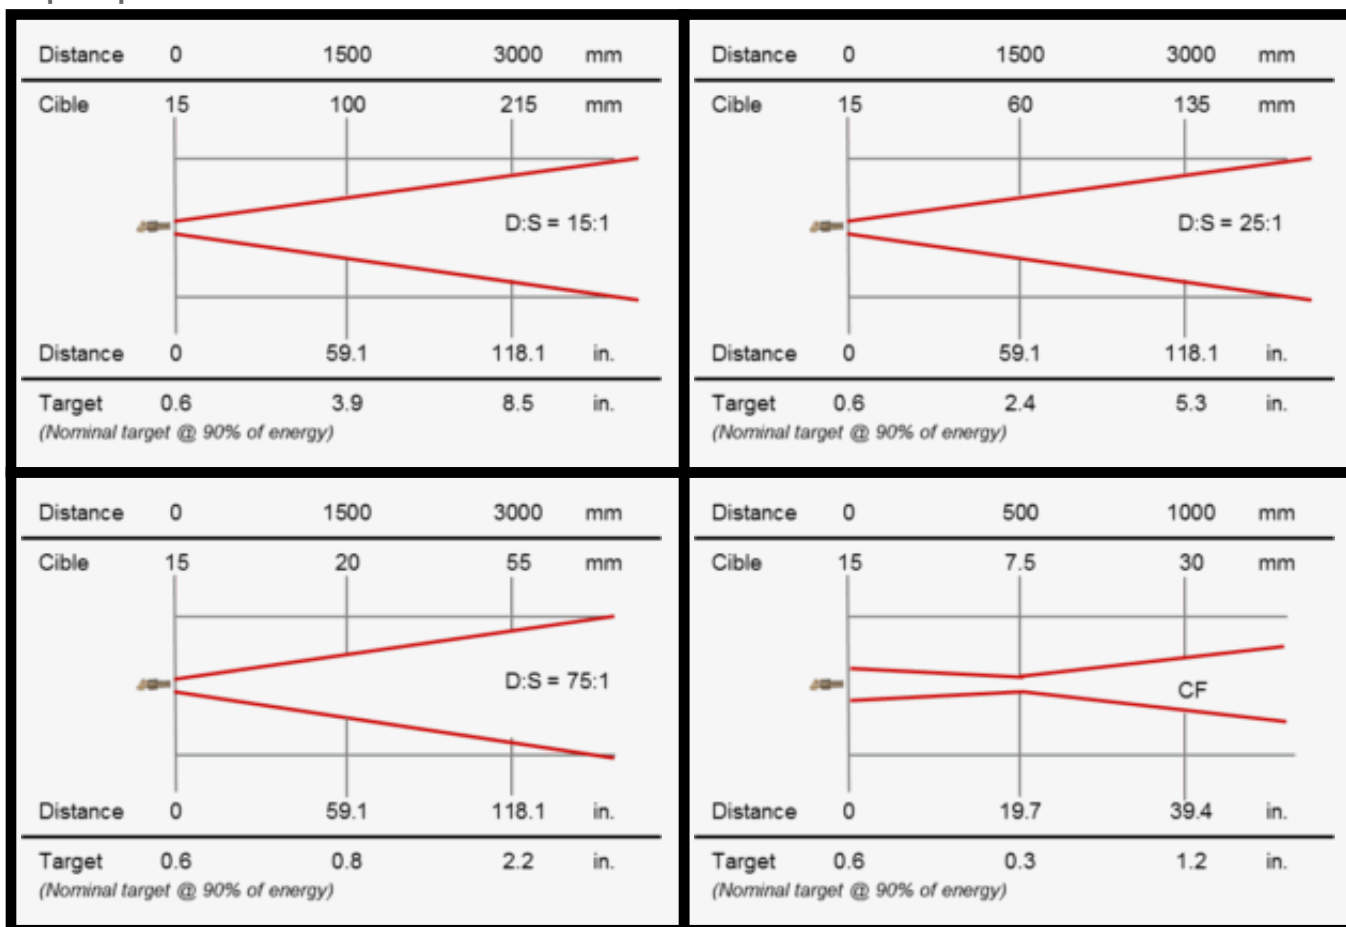 Distance 0 1500 3000 mm
Cible 15 100 215 mm
D:S = 15:1
Distance 0 59.1 118.1 in.
Target 0.6 3.9 8.5 in.
(Nominal target @ 90% of energy)
Distance 0 1500 3000 mm
Cible 15 60 135 mm
D:S = 25:1
Distance 0 59.1 118.1 in.
Target 0.6 2.4 5.3 in.
(Nominal target @ 90% of energy)
Distance 0 1500 3000 mm
Cible 15 20 55 mm
D:S = 75:1
Distance 0 59.1 118.1 in.
Target 0.6 0.8 2.2 in.
(Nominal target @ 90% of energy)
Distance 0 500 1000 mm
Cible 15 7.5 30 mm
CF
Distance 0 19.7 39.4 in.
Target 0.6 0.3 1.2 in.
(Nominal target @ 90% of energy)